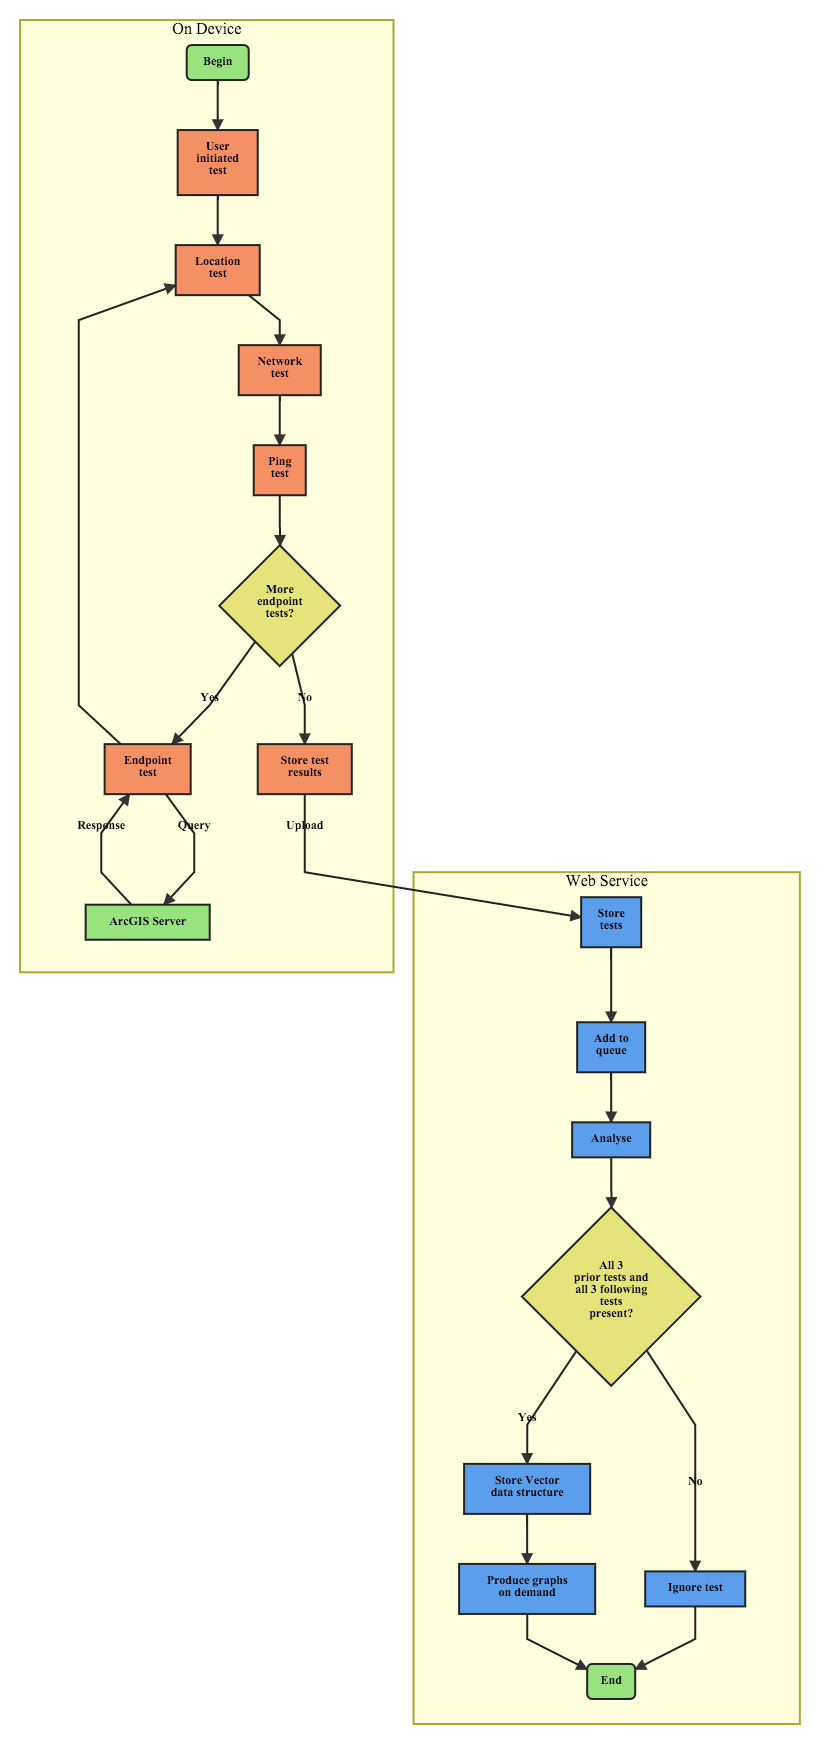 On Device
Begin
User
initiated
test
Location
test
Network
test
Ping
test
More
endpoint
tests?
Yes
No
Endpoint
test
Store test
results
Response
Query
Upload
ArcGIS Server
Web Service
Store
tests
Add to
queue
Analyse
All 3
prior tests and
all 3 following
tests
present?
Yes
No
Store Vector
data structure
Produce graphs
on demand
Ignore test
End